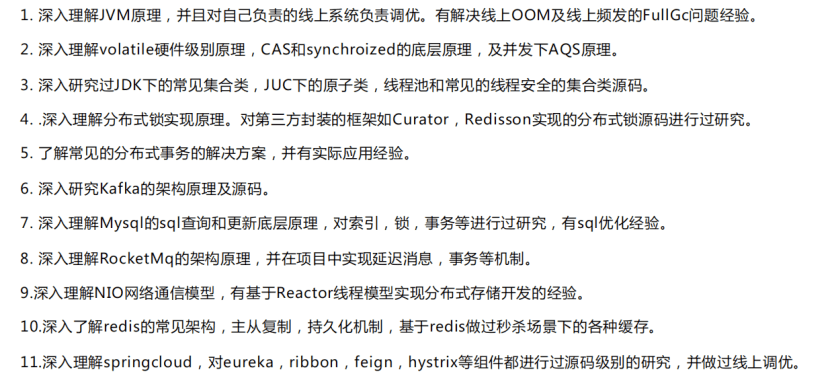 1. 深入理解JVM原理，并且对自己负责的线上系统负责调优。有解决线上OOM及线上频发的FullGc问题经验。
2. 深入理解volatile硬件级别原理，CAS和synchroized的底层原理，及并发下AQS原理。
3. 深入研究过JDK下的常见集合类，JUC下的原子类，线程池和常见的线程安全的集合类源码。
4. .深入理解分布式锁实现原理。对第三方封装的框架如Curator，Redisson实现的分布式锁源码进行过研究。
5. 了解常见的分布式事务的解决方案，并有实际应用经验。
6. 深入研究Kafka的架构原理及源码。
7. 深入理解Mysql的sql查询和更新底层原理，对索引，锁，事务等进行过研究，有sql优化经验。
8. 深入理解RocketMq的架构原理，并在项目中实现延迟消息，事务等机制。
9.深入理解NIO网络通信模型，有基于Reactor线程模型实现分布式存储开发的经验。
10.深入了解redis的常见架构，主从复制，持久化机制，基于redis做过秒杀场景下的各种缓存。
11.深入理解springcloud，对eureka，ribbon，feign，hystrix等组件都进行过源码级别的研究，并做过线上调优。